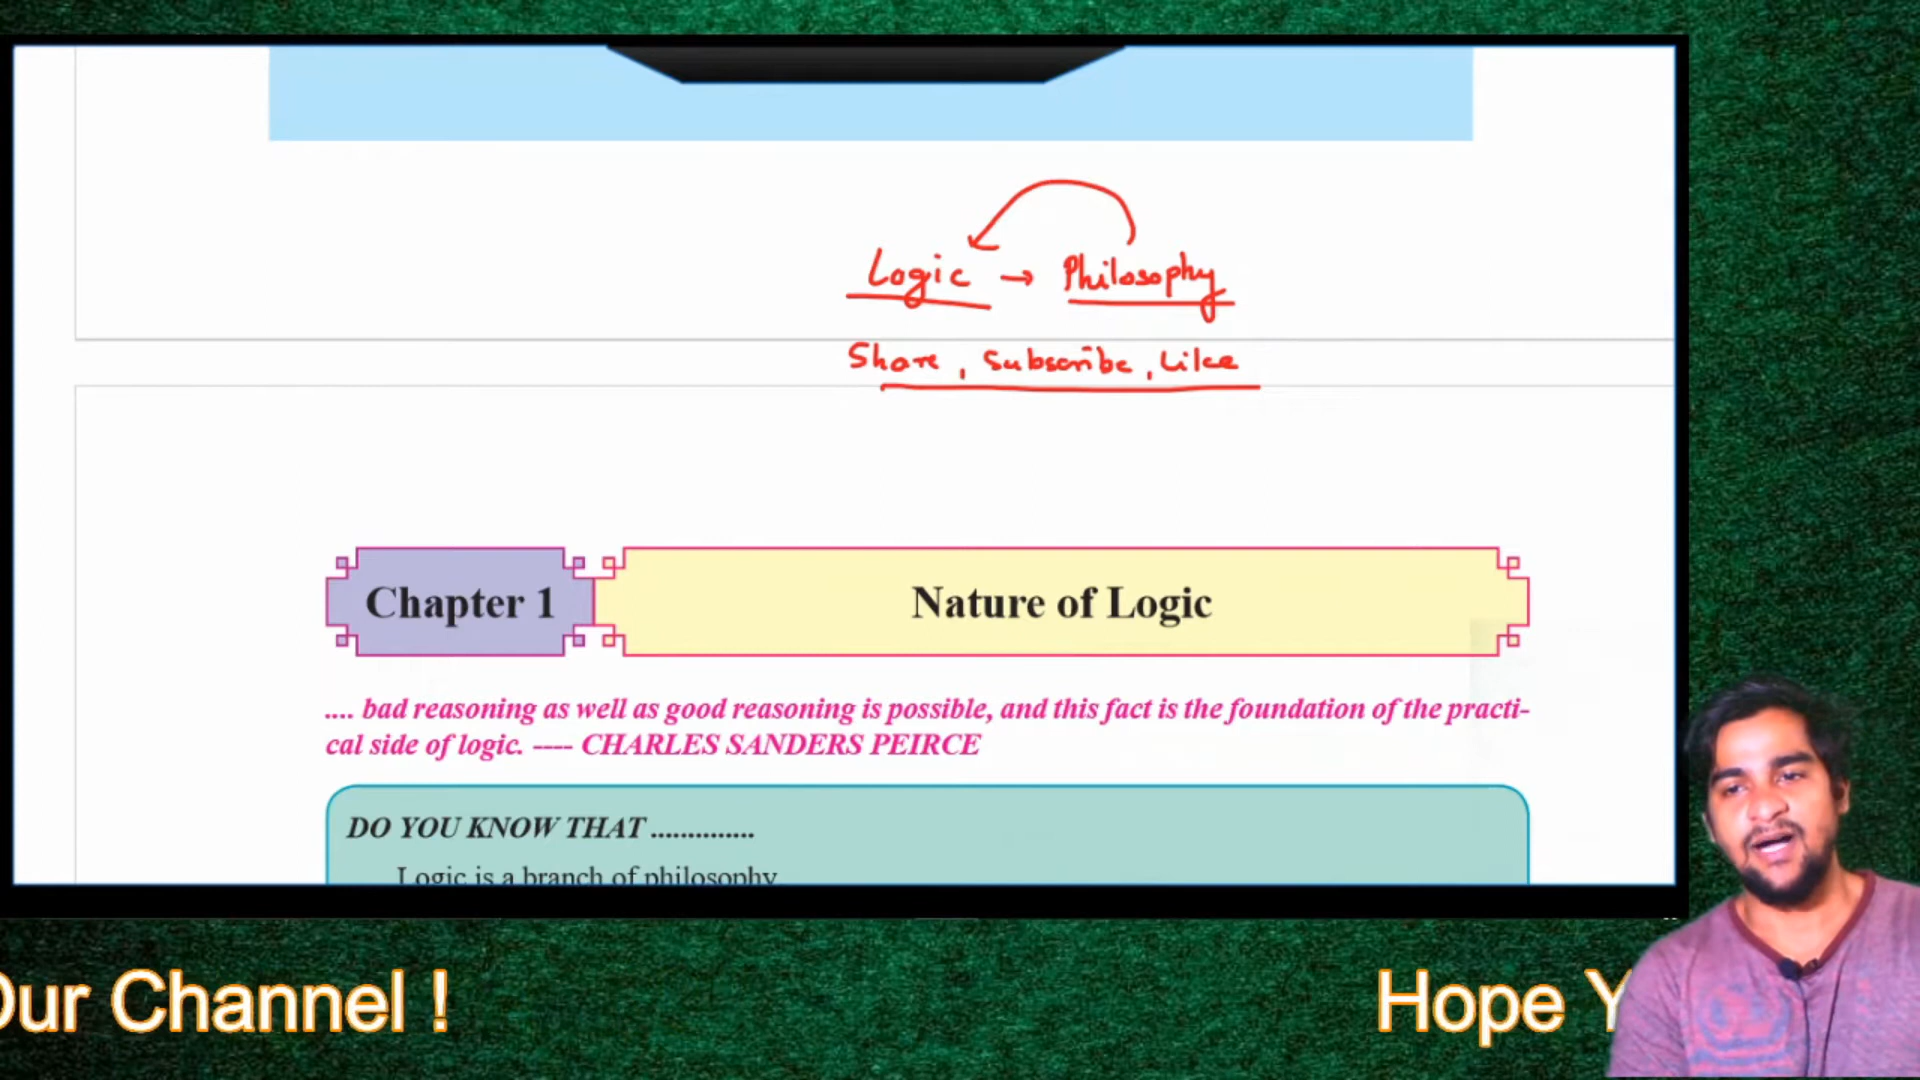 Logic → Philosophy
Share, Subscribe, Like
Chapter 1
Nature of Logic
.... bad reasoning as well as good reasoning is possible, and this fact is the foundation of the practi-
cal side of logic. ---- CHARLES SANDERS PEIRCE
DO YOU KNOW THAT ..............
Logic is a branch of philosophy
Our Channel !
Hope Y